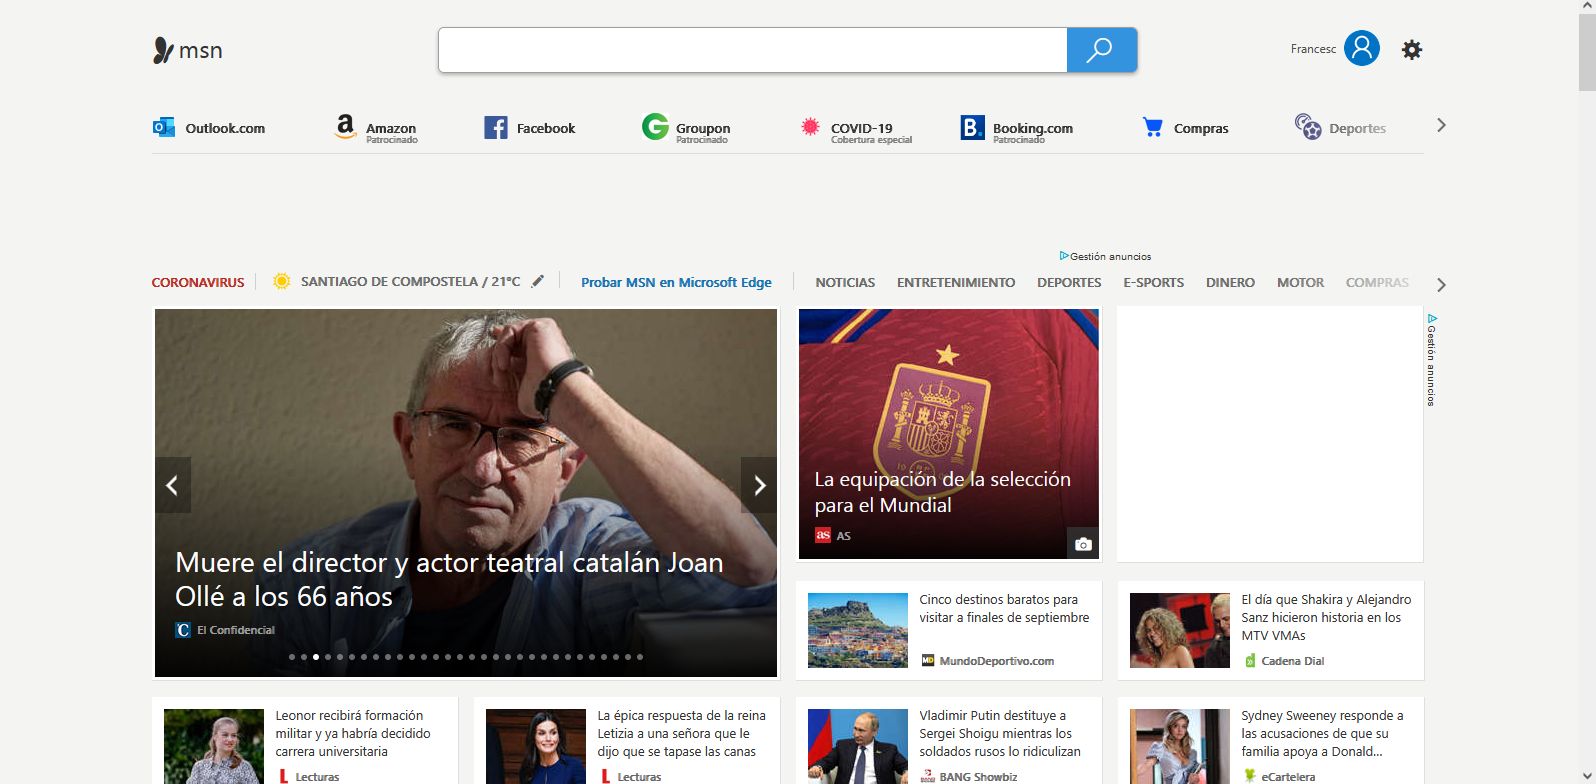 msn
Francesc
Outlook.com
Amazon
Patrocinado
Facebook
Groupon
Patrocinado
COVID-19
Cobertura especial
Booking.com
Patrocinado
Compras
Deportes
Gestión anuncios
CORONAVIRUS
SANTIAGO DE COMPOSTELA / 21°C
Probar MSN en Microsoft Edge
NOTICIAS
ENTRETENIMIENTO
DEPORTES
E-SPORTS
DINERO
MOTOR
COMPRAS
Muere el director y actor teatral catalán Joan
Ollé a los 66 años
El Confidencial
La equipación de la selección
para el Mundial
as AS
Gestión anuncios
Cinco destinos baratos para
visitar a finales de septiembre
MD MundoDeportivo.com
El día que Shakira y Alejandro
Sanz hicieron historia en los
MTV VMAs
Cadena Dial
Leonor recibirá formación
militar y ya habría decidido
carrera universitaria
L Lecturas
La épica respuesta de la reina
Letizia a una señora que le
dijo que se tapase las canas
L Lecturas
Vladimir Putin destituye a
Sergei Shoigu mientras los
soldados rusos lo ridiculizan
BANG Showbiz
Sydney Sweeney responde a
las acusaciones de que su
familia apoya a Donald...
eCartelera